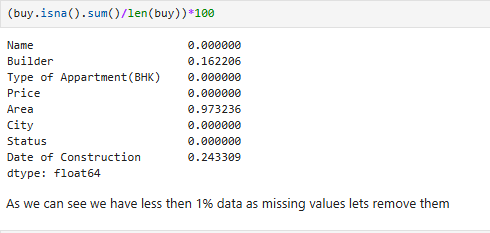 (buy.isna().sum()/len(buy))*100
Name 0.000000
Builder 0.162206
Type of Appartment(BHK) 0.000000
Price 0.000000
Area 0.973236
City 0.000000
Status 0.000000
Date of Construction 0.243309
dtype: float64
As we can see we have less then 1% data as missing values lets remove them